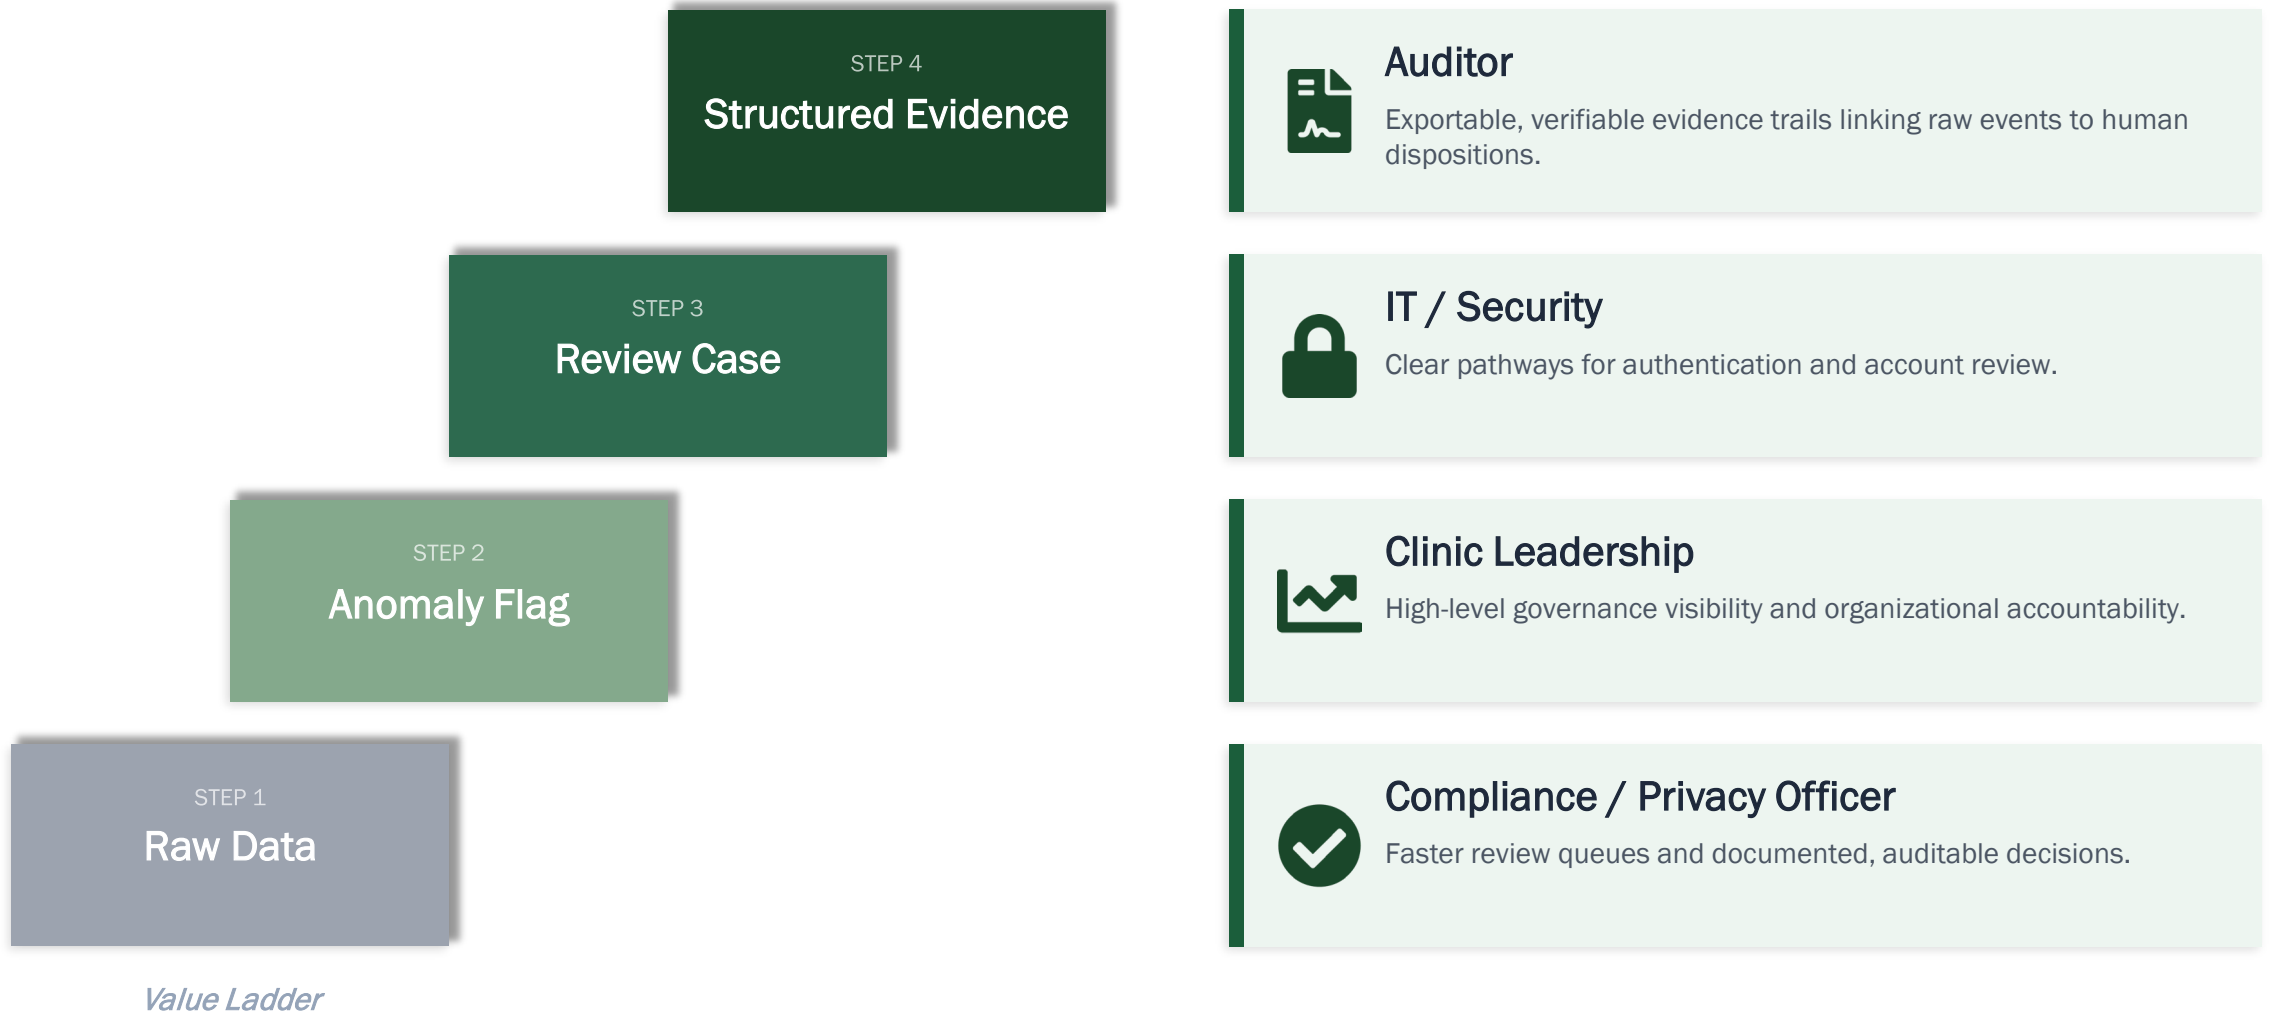 STEP 4
Structured Evidence
Auditor
Exportable, verifiable evidence trails linking raw events to human
dispositions.
STEP 3
Review Case
IT / Security
Clear pathways for authentication and account review.
STEP 2
Anomaly Flag
Clinic Leadership
High-level governance visibility and organizational accountability.
STEP 1
Raw Data
Compliance / Privacy Officer
Faster review queues and documented, auditable decisions.
Value Ladder